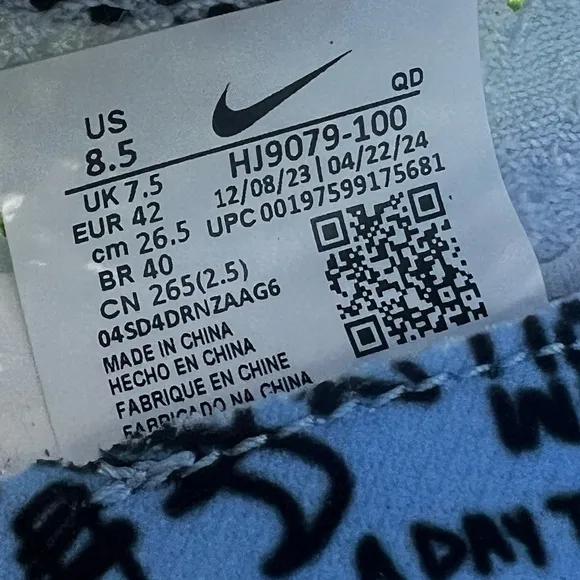 US
8.5
QD
UK 7.5
EUR 42
cm 26.5
BR 40
CN 265(2.5)
04SD4DRNZAAG6
HJ9079-100
12/08/23 | 04/22/24
UPC 00197599175681
MADE IN CHINA
HECHO EN CHINA
FABRIQUE EN CHINE
FABRICADO NA CHINA
A DAY